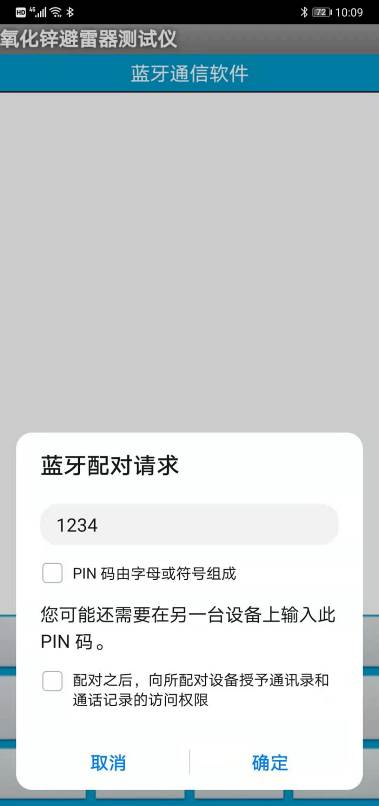 HD 4G 72 10:09
氧化锌避雷器测试仪
蓝牙通信软件
蓝牙配对请求
1234
PIN 码由字母或符号组成
您可能还需要在另一台设备上输入此
PIN 码。
配对之后，向所配对设备授予通讯录和
通话记录的访问权限
取消 确定